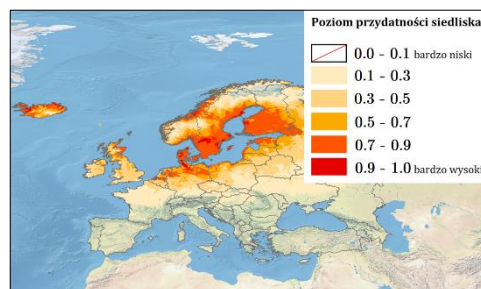 Poziom przydatności siedliska
0.0 - 0.1 bardzo niski
0.1 - 0.3
0.3 - 0.5
0.5 - 0.7
0.7 - 0.9
0.9 - 1.0 bardzo wysoki